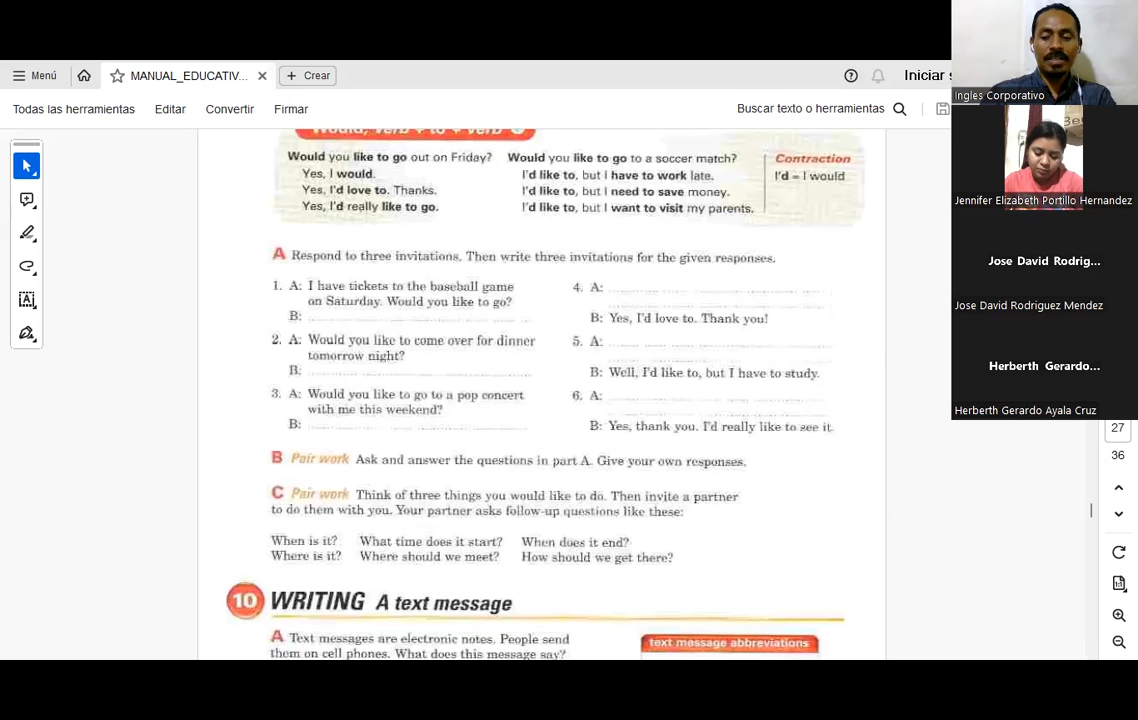 Menú
MANUAL_EDUCATIV...
Crear
Iniciar s
Todas las herramientas
Editar
Convertir
Firmar
Buscar texto o herramientas
Would, verb + to + verb
Would you like to go out on Friday?
Yes, I would.
Yes, I'd love to. Thanks.
Yes, I'd really like to go.
Would you like to go to a soccer match?
I'd like to, but I have to work late.
I'd like to, but I need to save money.
I'd like to, but I want to visit my parents.
Contraction
I'd = I would
A Respond to three invitations. Then write three invitations for the given responses.
1. A: I have tickets to the baseball game
on Saturday. Would you like to go?
B:
2. A: Would you like to come over for dinner
tomorrow night?
B:
3. A: Would you like to go to a pop concert
with me this weekend?
B:
4. A:
B: Yes, I'd love to. Thank you!
5. A:
B: Well, I'd like to, but I have to study.
6. A:
B: Yes, thank you. I'd really like to see it.
B Pair work Ask and answer the questions in part A. Give your own responses.
C Pair work Think of three things you would like to do. Then invite a partner
to do them with you. Your partner asks follow-up questions like these:
When is it? What time does it start? When does it end?
Where is it? Where should we meet? How should we get there?
10 WRITING A text message
A Text messages are electronic notes. People send
them on cell phones. What does this message say?
text message abbreviations
Ingles Corporativo
Jennifer Elizabeth Portillo Hernandez
Jose David Rodrig...
Jose David Rodriguez Mendez
Herberth Gerardo...
Herberth Gerardo Ayala Cruz
27
36